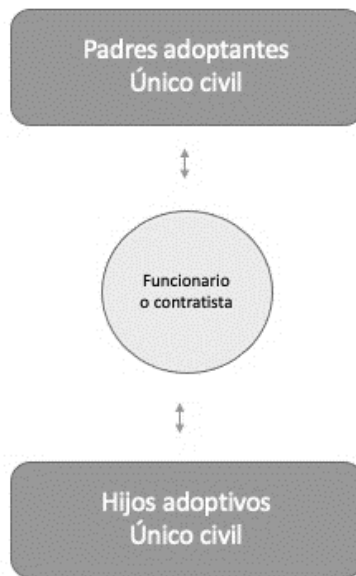 Padres adoptantes
Único civil
Funcionario
o contratista
Hijos adoptivos
Único civil